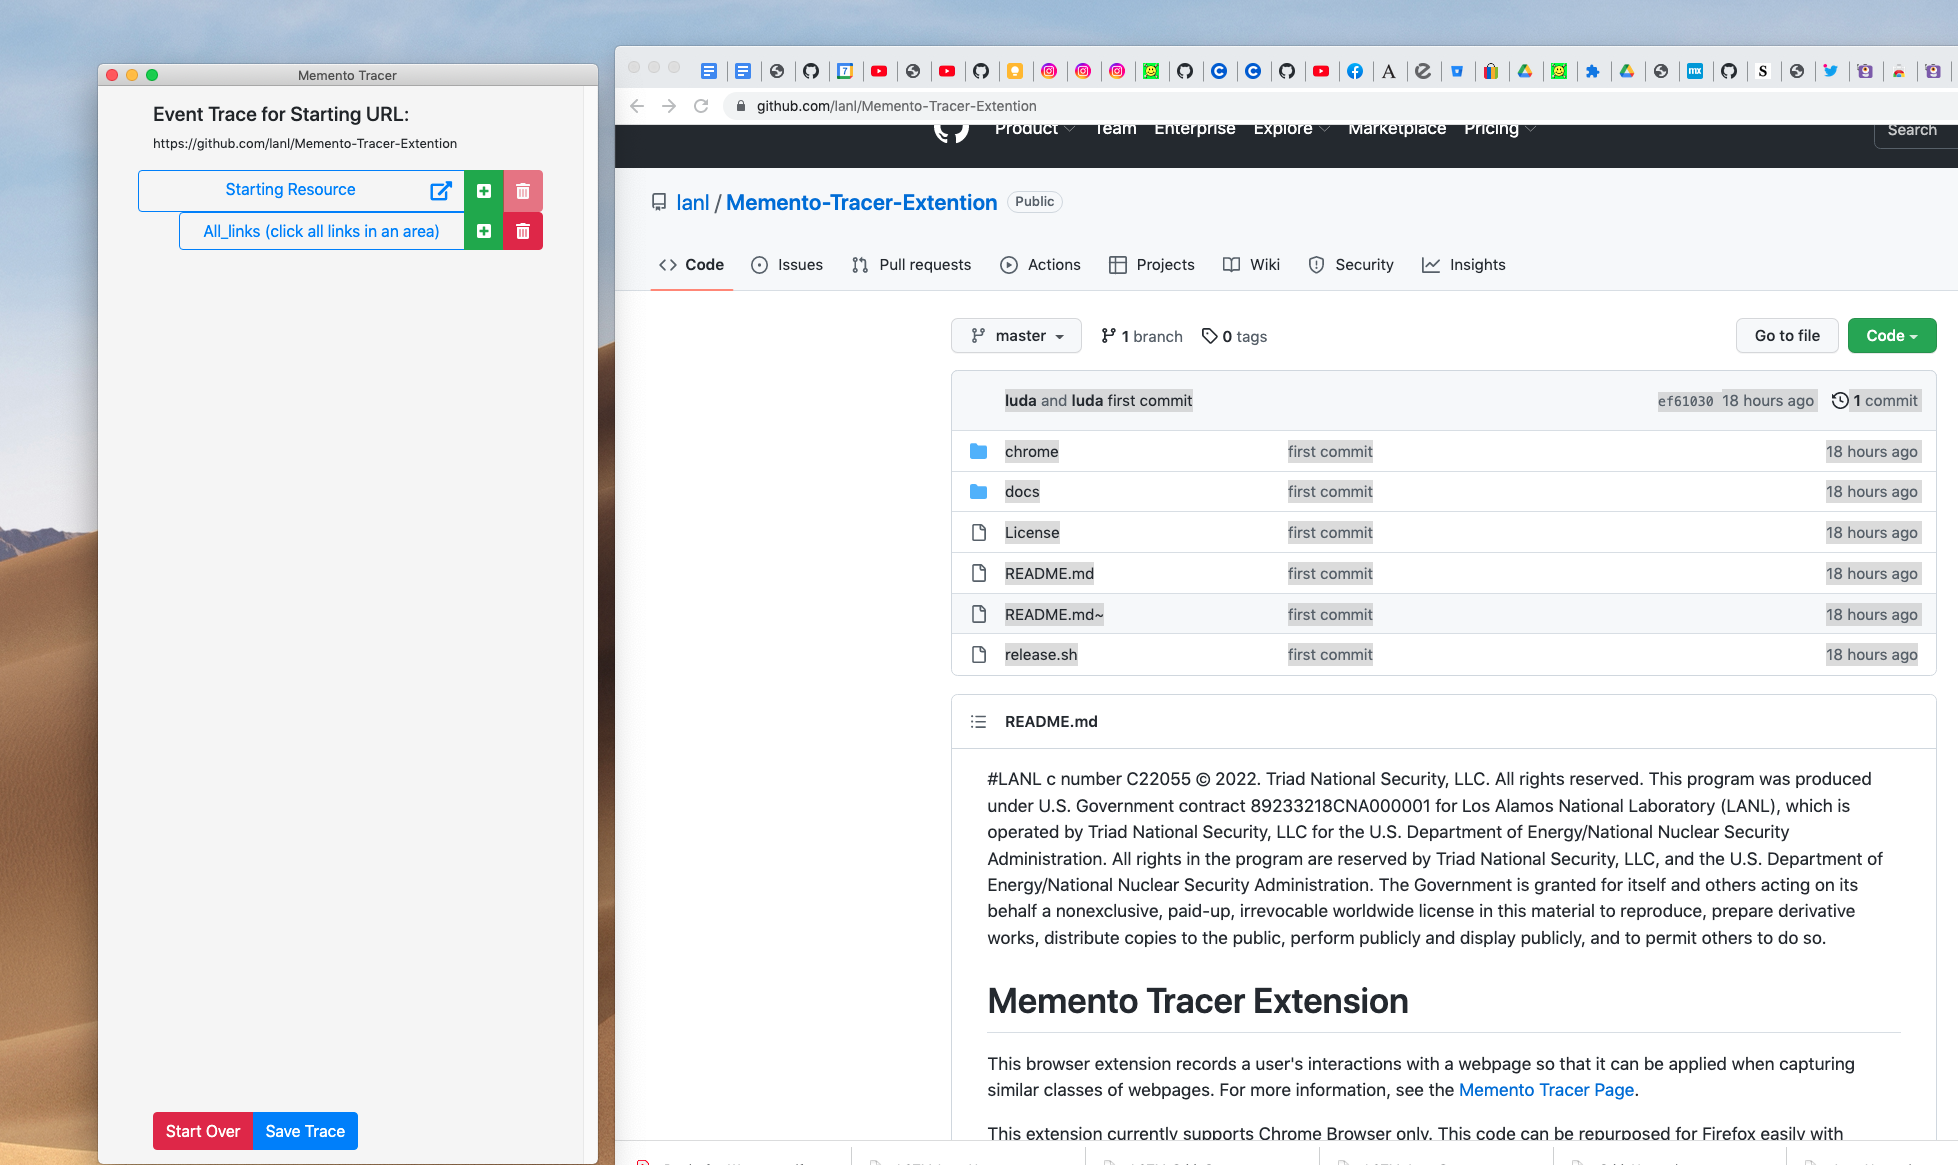 Memento Tracer
Event Trace for Starting URL:
https://github.com/lanl/Memento-Tracer-Extention
Starting Resource
All_links (click all links in an area)
Start Over
Save Trace
github.com/lanl/Memento-Tracer-Extention
Product Team Enterprise Explore Marketplace Pricing
Search
lanl / Memento-Tracer-Extention Public
Code Issues Pull requests Actions Projects Wiki Security Insights
master 1 branch 0 tags Go to file Code
luda and luda first commit ef61030 18 hours ago 1 commit
chrome first commit 18 hours ago
docs first commit 18 hours ago
License first commit 18 hours ago
README.md first commit 18 hours ago
README.md~ first commit 18 hours ago
release.sh first commit 18 hours ago
README.md
#LANL c number C22055 © 2022. Triad National Security, LLC. All rights reserved. This program was produced
under U.S. Government contract 89233218CNA000001 for Los Alamos National Laboratory (LANL), which is
operated by Triad National Security, LLC for the U.S. Department of Energy/National Nuclear Security
Administration. All rights in the program are reserved by Triad National Security, LLC, and the U.S. Department of
Energy/National Nuclear Security Administration. The Government is granted for itself and others acting on its
behalf a nonexclusive, paid-up, irrevocable worldwide license in this material to reproduce, prepare derivative
works, distribute copies to the public, perform publicly and display publicly, and to permit others to do so.
Memento Tracer Extension
This browser extension records a user's interactions with a webpage so that it can be applied when capturing
similar classes of webpages. For more information, see the Memento Tracer Page.
This extension currently supports Chrome Browser only. This code can be repurposed for Firefox easily with